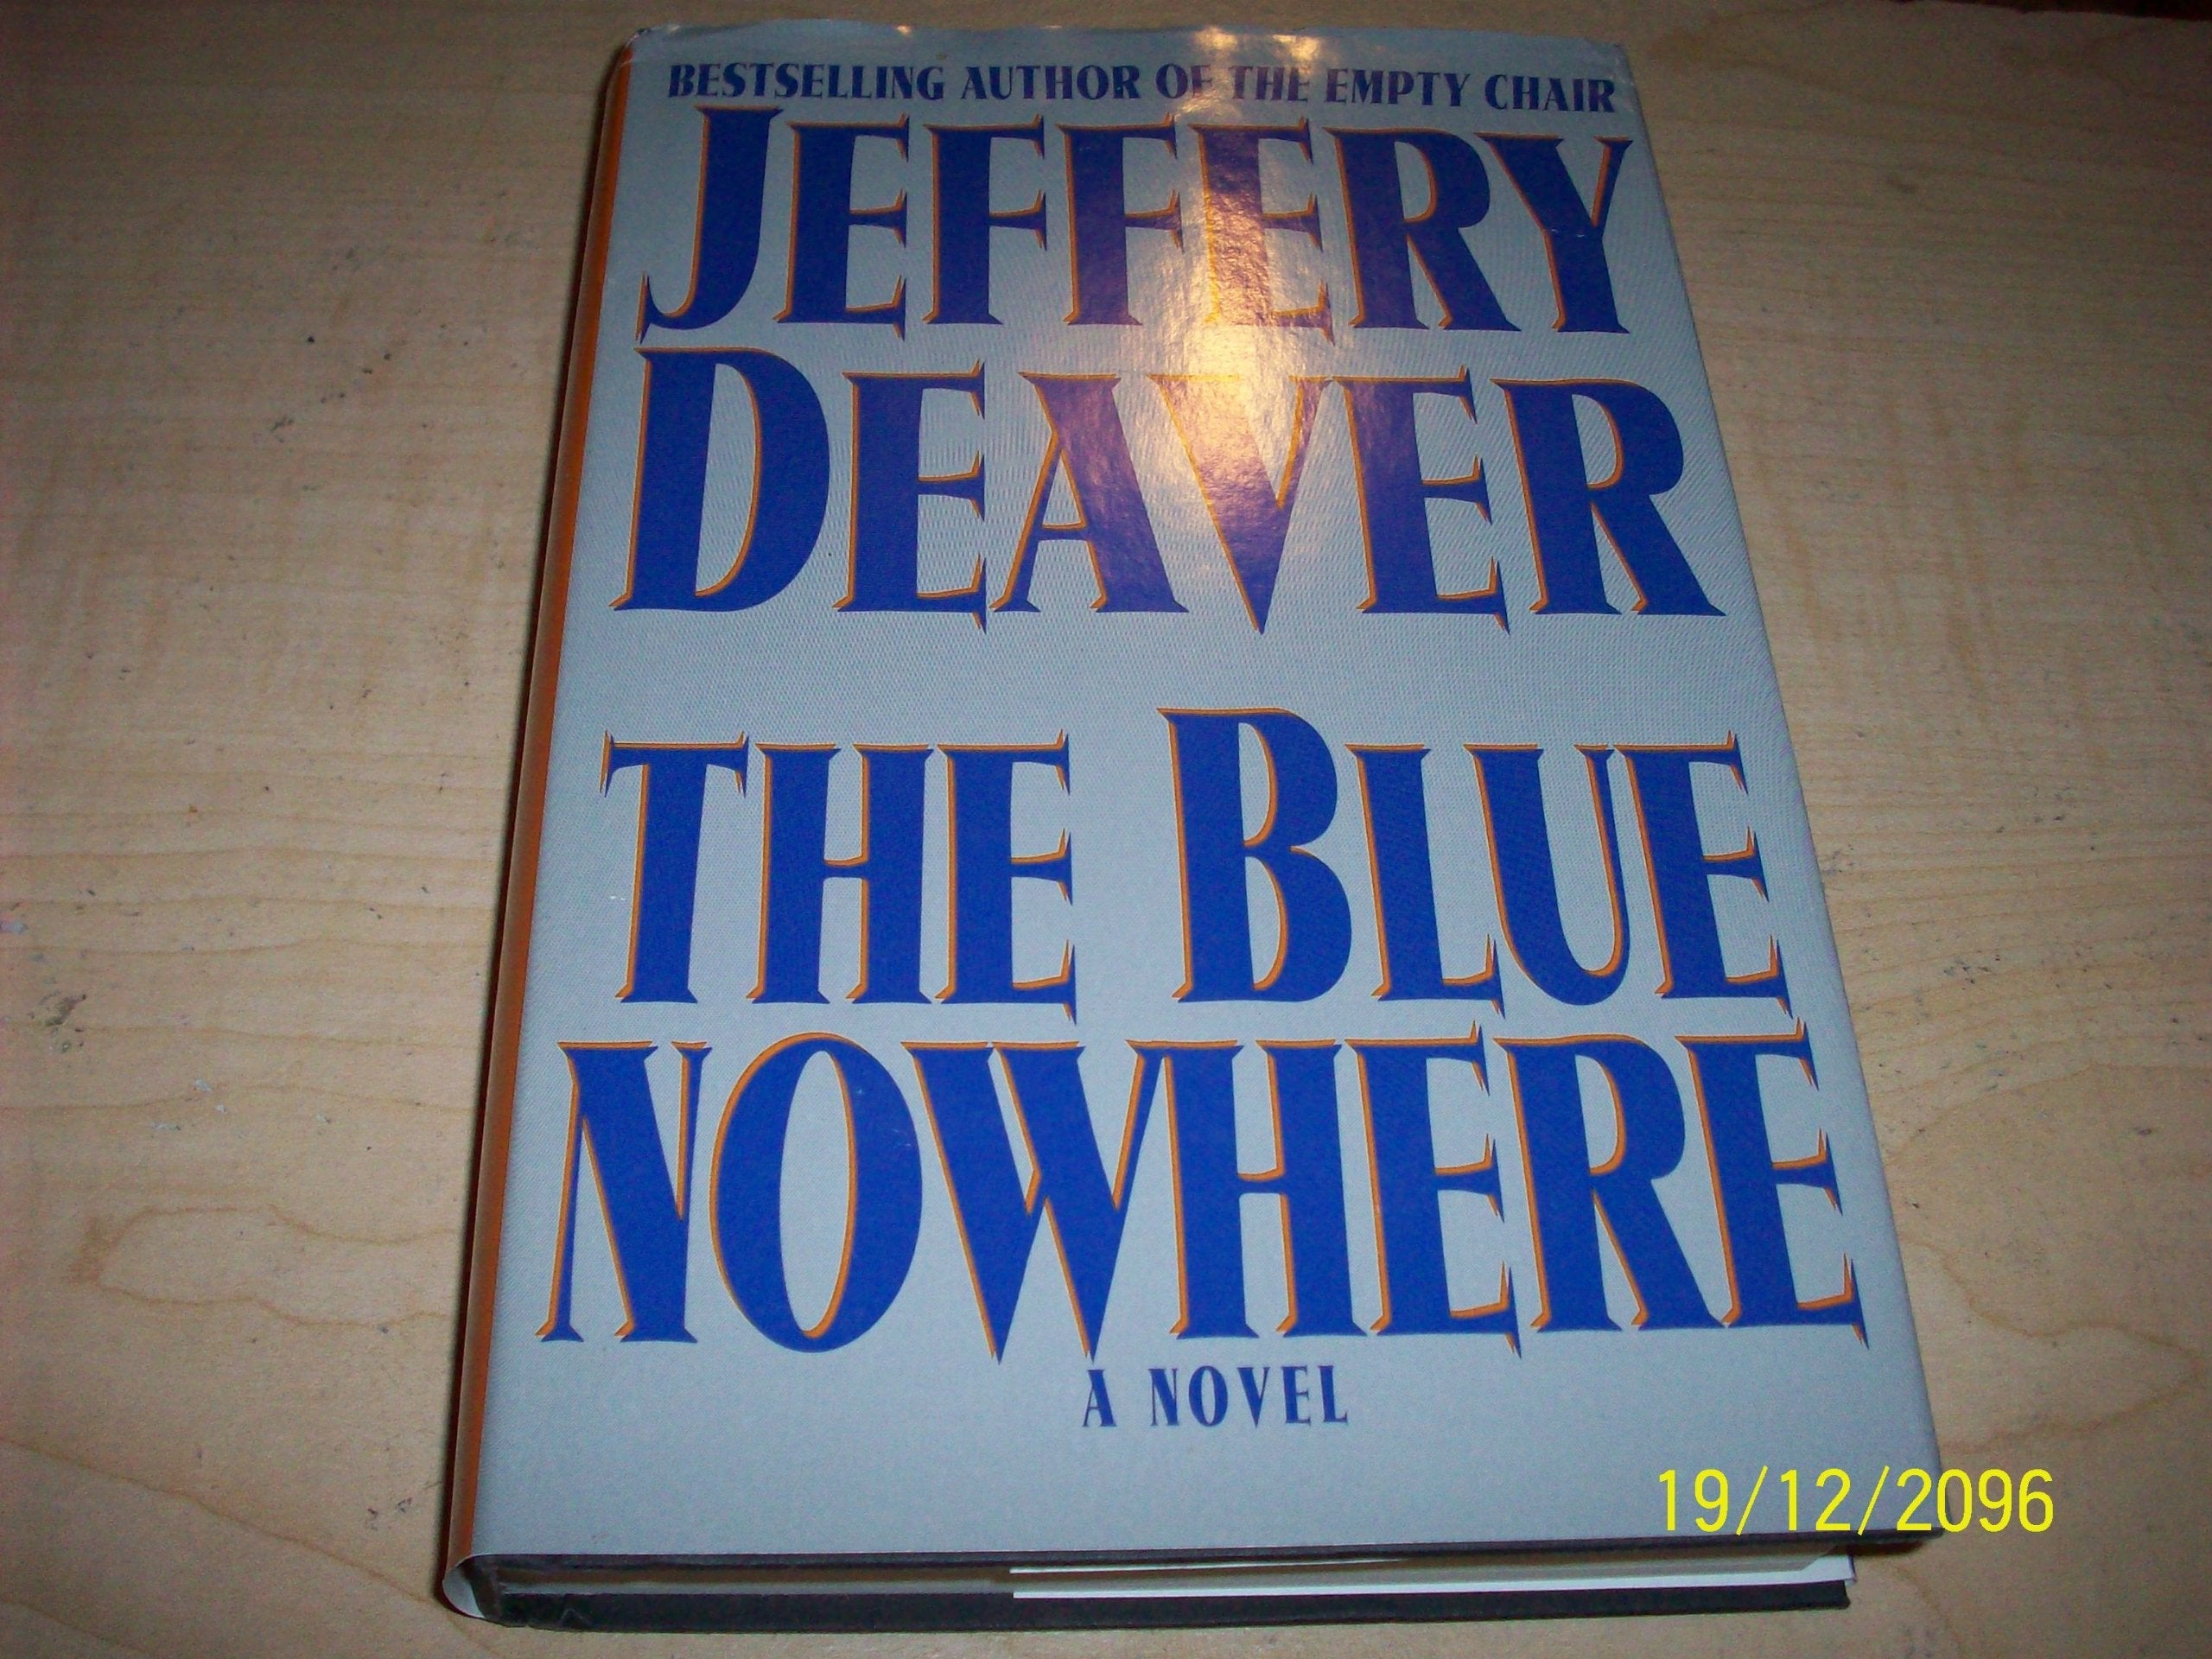 BESTSELLING AUTHOR OF THE EMPTY CHAIR
JEFFERY
DEAVER
THE BLUE
NOWHERE
A NOVEL
19/12/2096